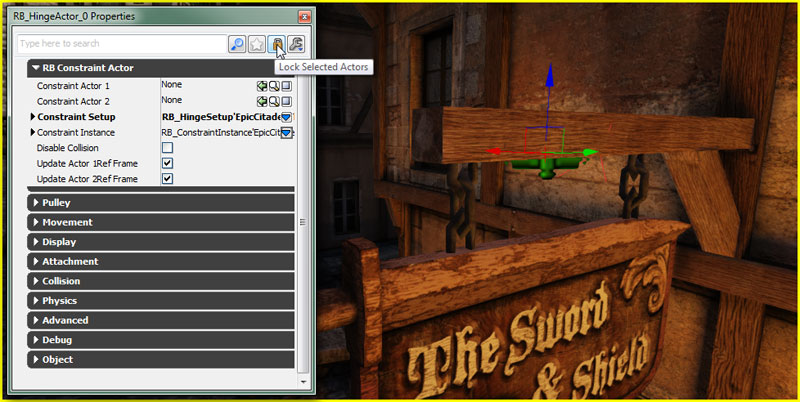 RB_HingeActor_0 Properties
Type here to search
Lock Selected Actors
RB Constraint Actor
Constraint Actor 1 None
Constraint Actor 2 None
Constraint Setup RB_HingeSetup'EpicCitade
Constraint Instance RB_ConstraintInstance'EpicCit
Disable Collision
Update Actor 1Ref Frame
Update Actor 2Ref Frame
Pulley
Movement
Display
Attachment
Collision
Physics
Advanced
Debug
Object
The Sword
& Shield